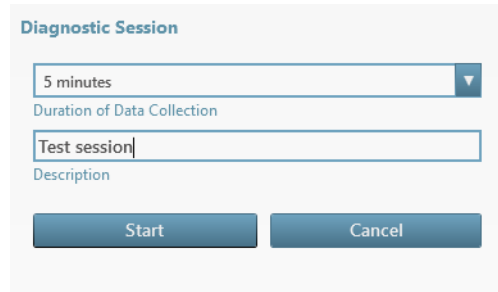 Diagnostic Session
5 minutes
Duration of Data Collection
Test session
Description
Start Cancel